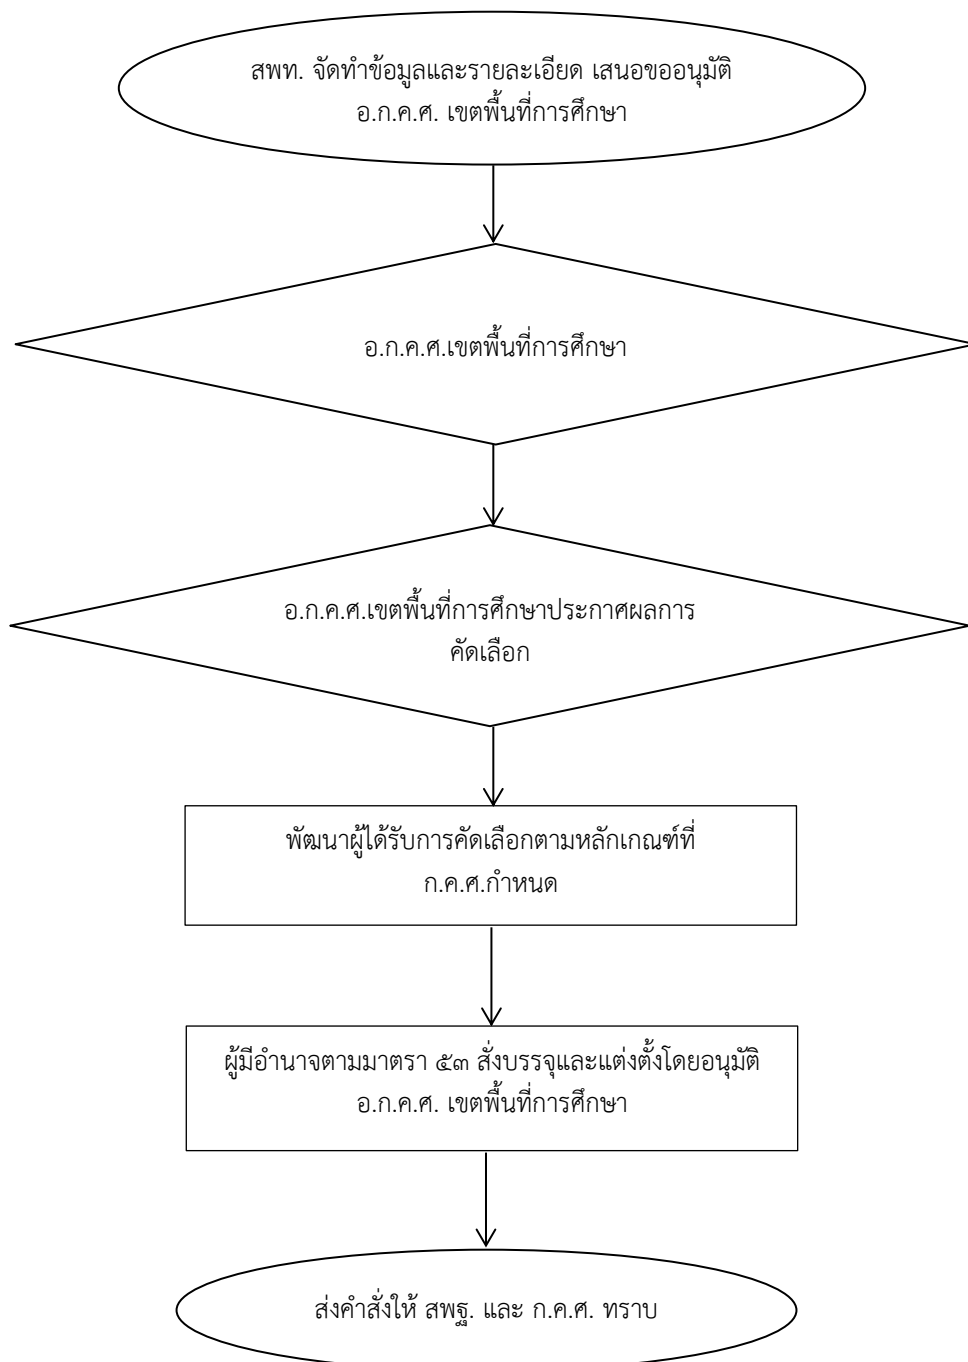 สพท. จัดทำข้อมูลและรายละเอียด เสนอขออนุมัติ
อ.ก.ค.ศ. เขตพื้นที่การศึกษา
อ.ก.ค.ศ.เขตพื้นที่การศึกษา
อ.ก.ค.ศ.เขตพื้นที่การศึกษาประกาศผลการ
คัดเลือก
พัฒนาผู้ได้รับการคัดเลือกตามหลักเกณฑ์ที่
ก.ค.ศ.กำหนด
ผู้มีอำนาจตามมาตรา ๕๓ สั่งบรรจุและแต่งตั้งโดยอนุมัติ
อ.ก.ค.ศ. เขตพื้นที่การศึกษา
ส่งคำสั่งให้ สพฐ. และ ก.ค.ศ. ทราบ